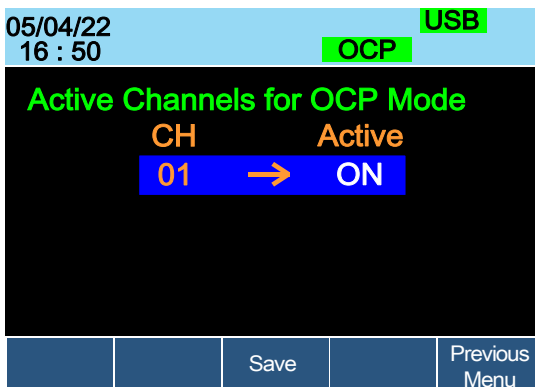 05/04/22 USB
16 : 50 OCP
Active Channels for OCP Mode
CH Active
01 → ON
Save
Previous
Menu